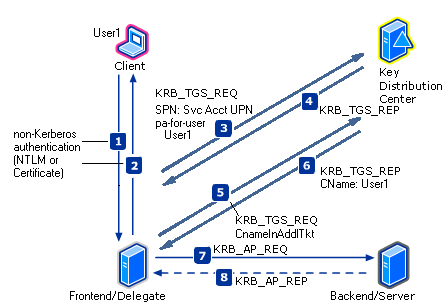 User1
Client
Key
Distribution
Center
KRB_TGS_REQ
SPN: Svc Acct UPN
pa-for-user
User1
3
4
KRB_TGS_REP
non-Kerberos
authentication
(NTLM or
Certificate)
1
2
5
6
KRB_TGS_REP
CName: User1
KRB_TGS_REQ
CnameInAddlTkt
7
KRB_AP_REQ
8
KRB_AP_REP
Frontend/Delegate
Backend/Server